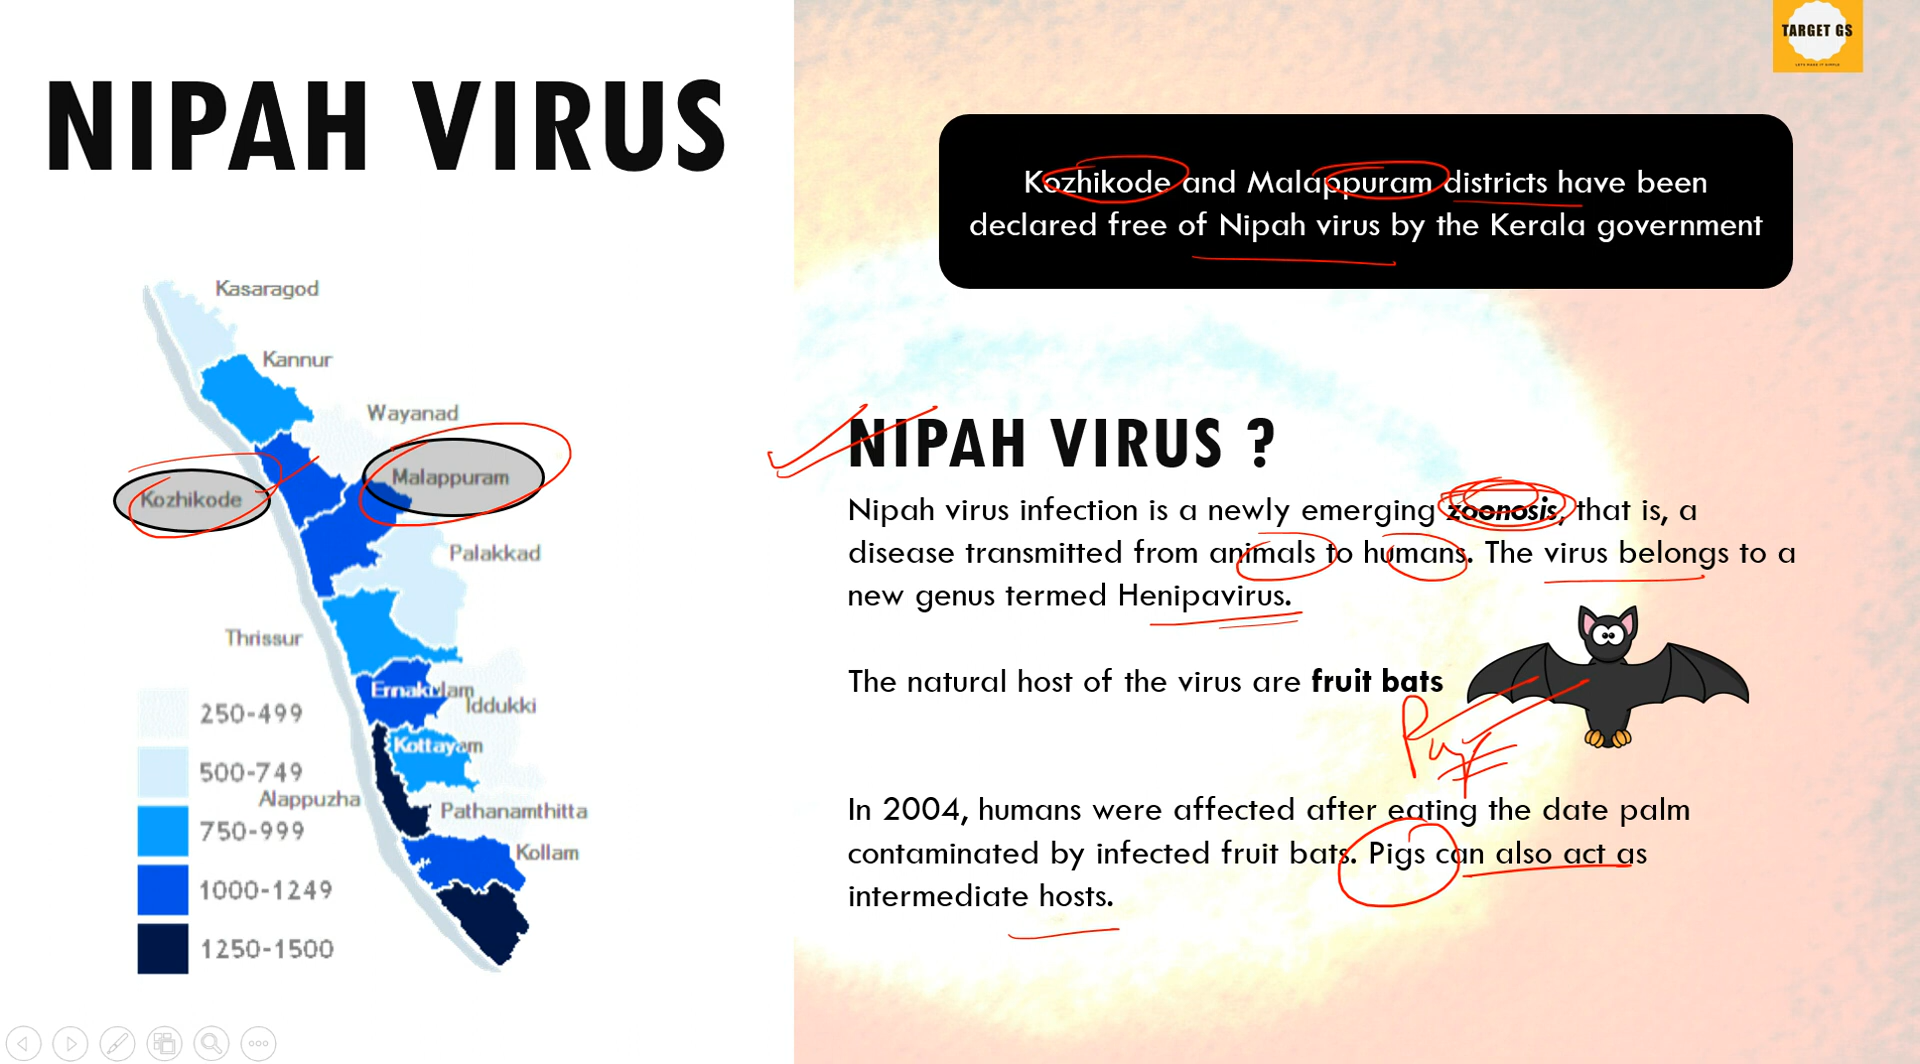 NIPAH VIRUS
TARGET GS
LETS MAKE IT SIMPLE
Kozhikode and Malappuram districts have been
declared free of Nipah virus by the Kerala government
Kasaragod
Kannur
Wayanad
Malappuram
Kozhikode
Palakkad
Thrissur
Ernakulam
Iddukki
Kottayam
Alappuzha
Pathanamthitta
Kollam
250-499
500-749
750-999
1000-1249
1250-1500
NIPAH VIRUS ?
Nipah virus infection is a newly emerging zoonosis, that is, a
disease transmitted from animals to humans. The virus belongs to a
new genus termed Henipavirus.
The natural host of the virus are fruit bats
In 2004, humans were affected after eating the date palm
contaminated by infected fruit bats. Pigs can also act as
intermediate hosts.